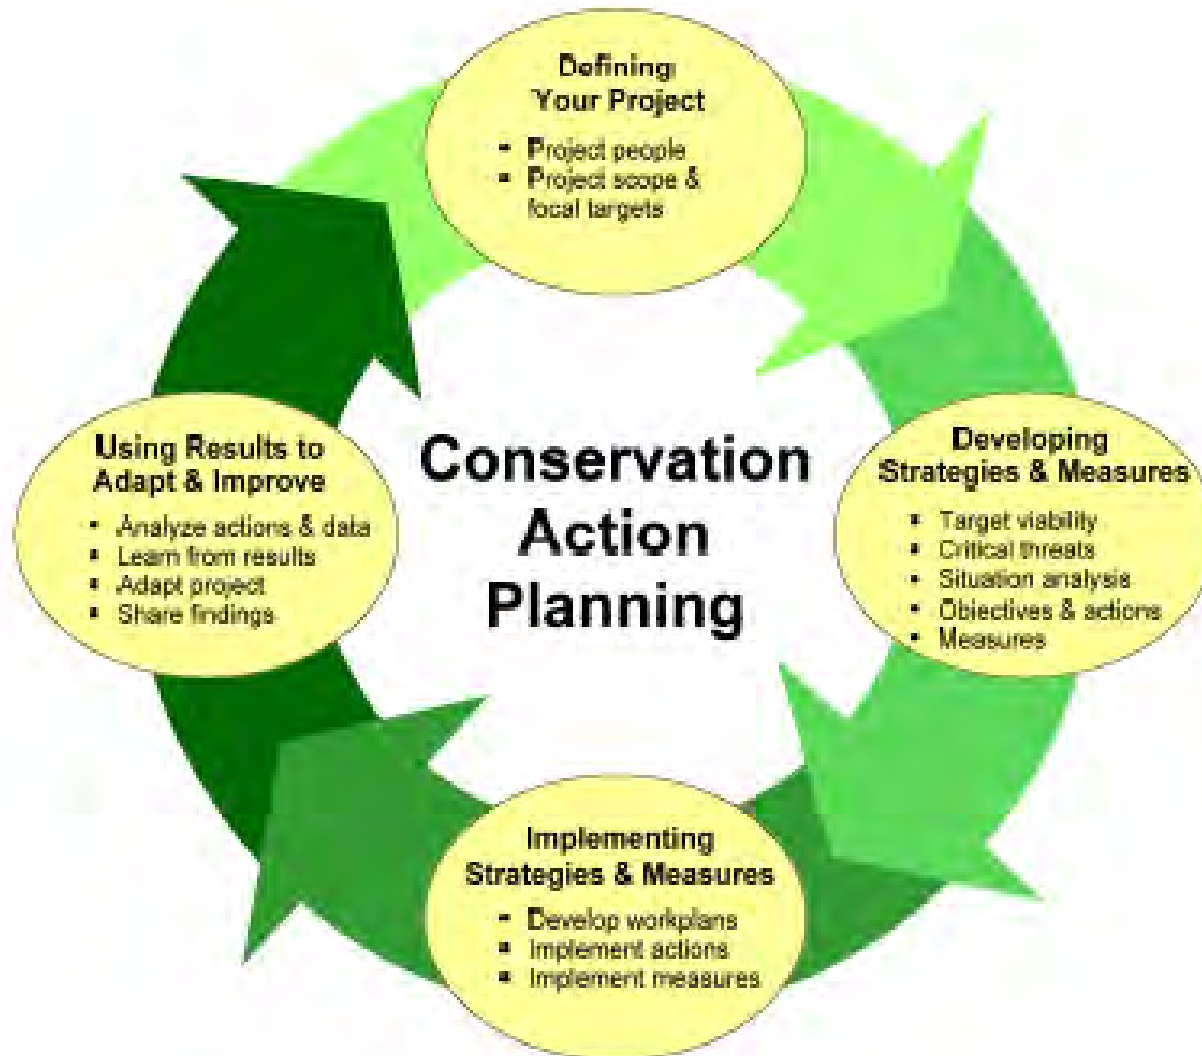 Defining
Your Project
▪ Project people
▪ Project scope &
focal targets
Developing
Strategies & Measures
▪ Target viability
▪ Critical threats
▪ Situation analysis
▪ Objectives & actions
▪ Measures
Implementing
Strategies & Measures
▪ Develop workplans
▪ Implement actions
▪ Implement measures
Using Results to
Adapt & Improve
▪ Analyze actions & data
▪ Learn from results
▪ Adapt project
▪ Share findings
Conservation
Action
Planning